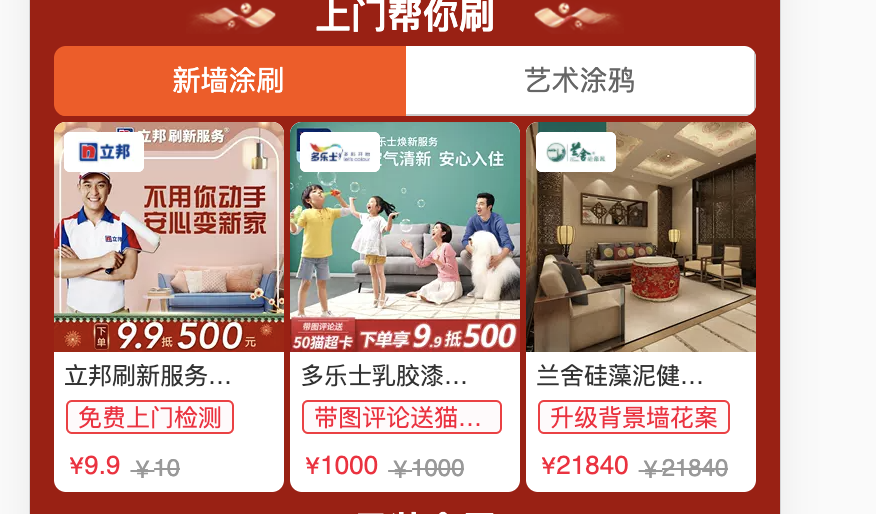 上门帮你刷
新墙涂刷
艺术涂鸦
立邦刷新服务
立邦
不用你动手
安心变新家
立邦
下单 9.9抵500元
立邦刷新服务...
免费上门检测
¥9.9 ¥10
多乐士焕新服务
气清新 安心入住
多乐士
带图评论送
50猫超卡
下单享9.9抵500
多乐士乳胶漆...
带图评论送猫...
¥1000 ¥1000
兰舍
兰舍硅藻泥健...
升级背景墙花案
¥21840 ¥21840